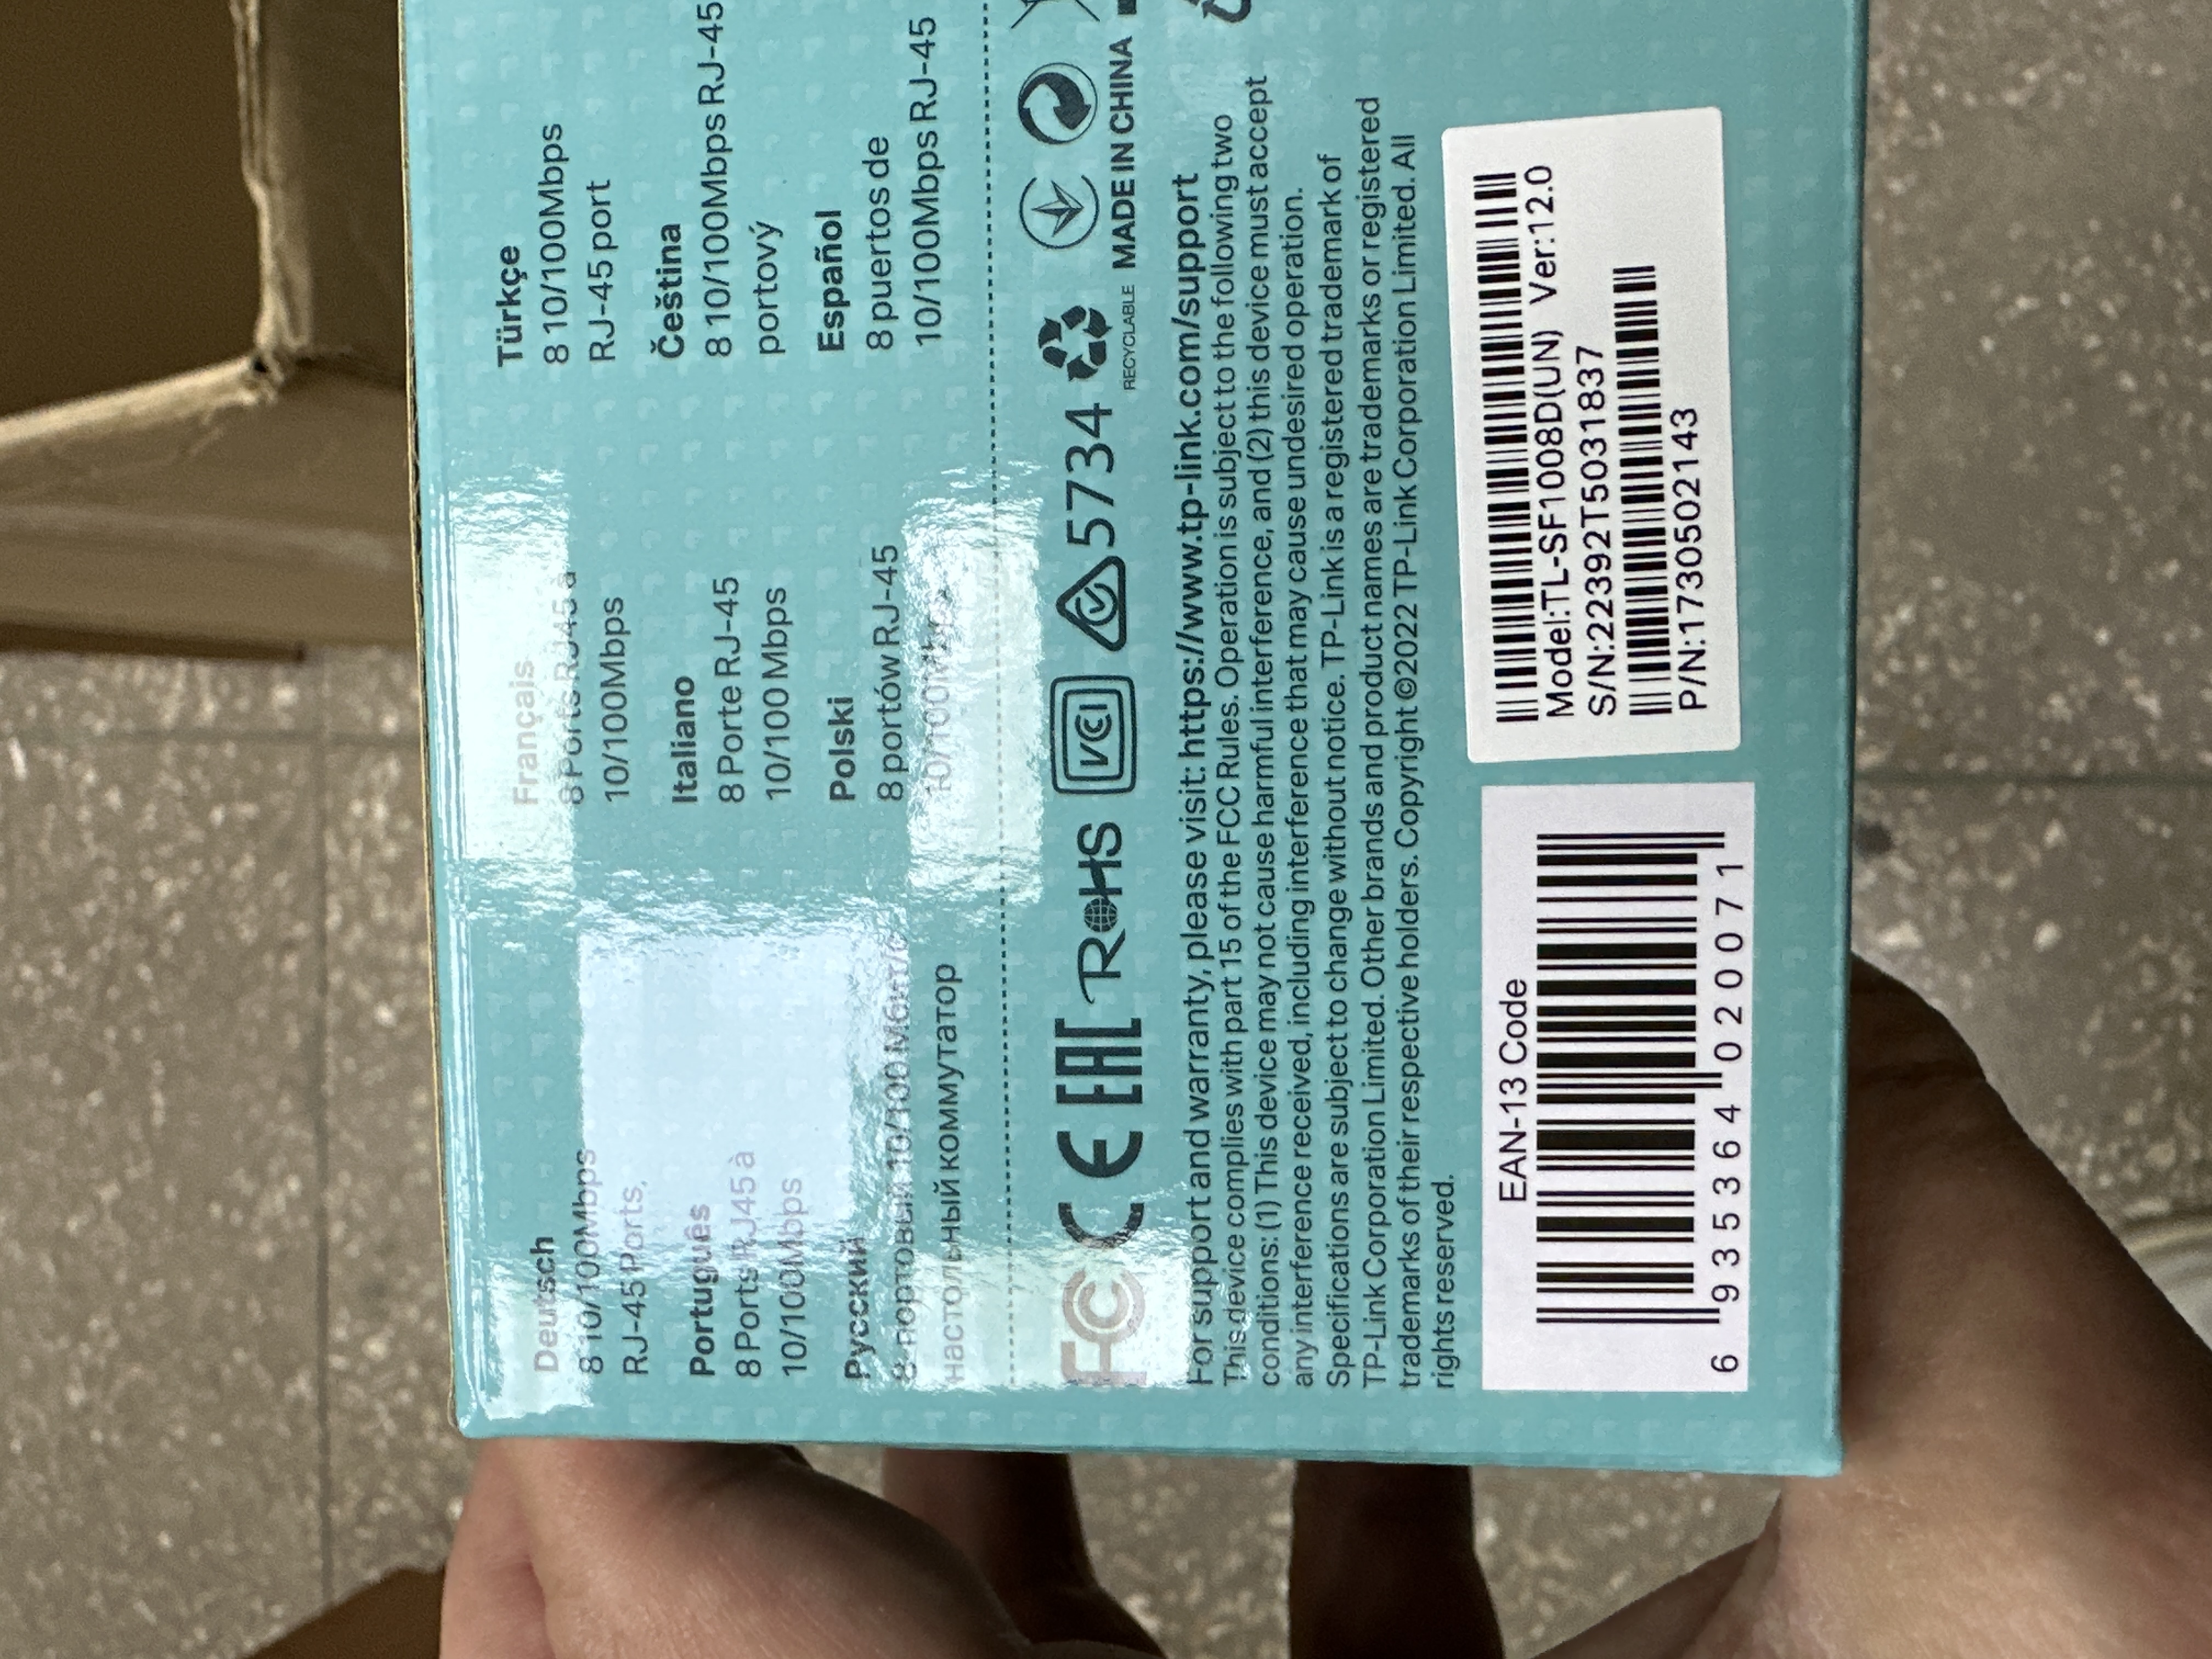 Deutsch
8 10/100Mbps
RJ-45 Ports,
Français
8 Ports RJ45 à
10/100Mbps
Türkçe
8 10/100Mbps
RJ-45 port
Português
8 Ports RJ45 à
10/100Mbps
Italiano
8 Porte RJ-45
10/100 Mbps
Čeština
8 10/100Mbps RJ-45
portový
Русский
8-портовый 10/100 Мбит/с
настольный коммутатор
Polski
8 portów RJ-45
10/100Mbps
Español
8 puertos de
10/100Mbps RJ-45
FC CE EAC RoHS VCCI 5734
RECYCLABLE
MADE IN CHINA
For support and warranty, please visit: https://www.tp-link.com/support
This device complies with part 15 of the FCC Rules. Operation is subject to the following two
conditions: (1) This device may not cause harmful interference, and (2) this device must accept
any interference received, including interference that may cause undesired operation.
Specifications are subject to change without notice. TP-Link is a registered trademark of
TP-Link Corporation Limited. Other brands and product names are trademarks or registered
trademarks of their respective holders. Copyright ©2022 TP-Link Corporation Limited. All
rights reserved.
EAN-13 Code
6 935364 020071
Model:TL-SF1008D(UN) Ver:12.0
S/N:22392T5031837
P/N:1730502143